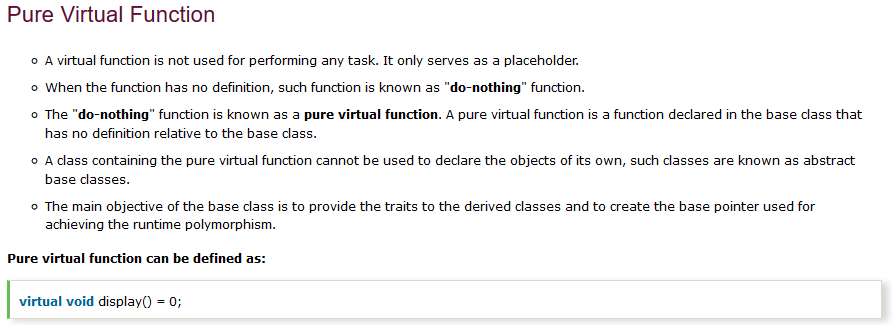 Pure Virtual Function
A virtual function is not used for performing any task. It only serves as a placeholder.
When the function has no definition, such function is known as "do-nothing" function.
The "do-nothing" function is known as a pure virtual function. A pure virtual function is a function declared in the base class that
has no definition relative to the base class.
A class containing the pure virtual function cannot be used to declare the objects of its own, such classes are known as abstract
base classes.
The main objective of the base class is to provide the traits to the derived classes and to create the base pointer used for
achieving the runtime polymorphism.
Pure virtual function can be defined as:
virtual void display() = 0;